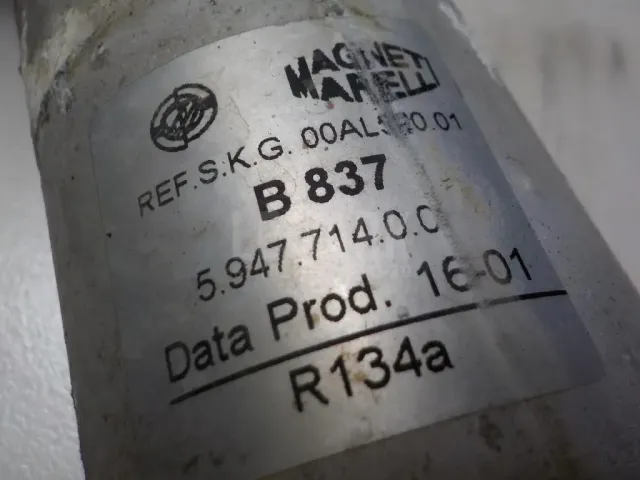 MAGNETI
MARELLI
REF.S.K.G.
B 837
5.947.714.0.0
Data Prod. 16-01
R134a